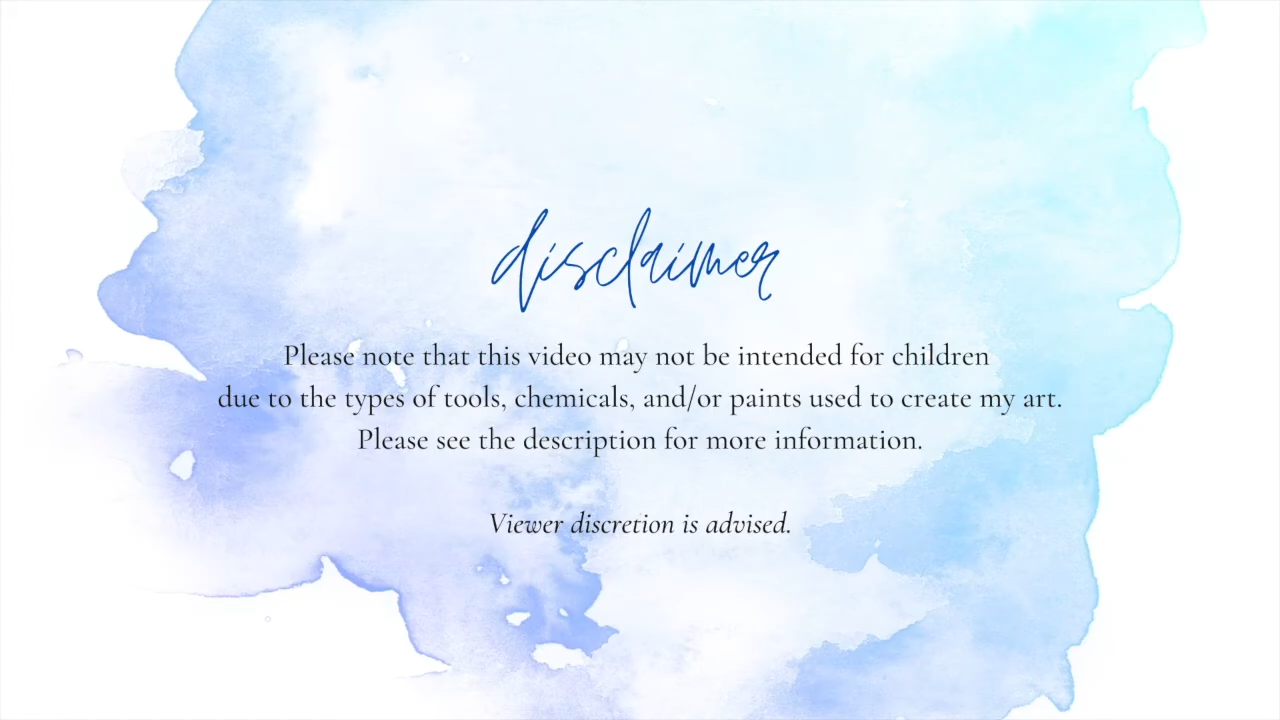 disclaimer
Please note that this video may not be intended for children
due to the types of tools, chemicals, and/or paints used to create my art.
Please see the description for more information.
Viewer discretion is advised.